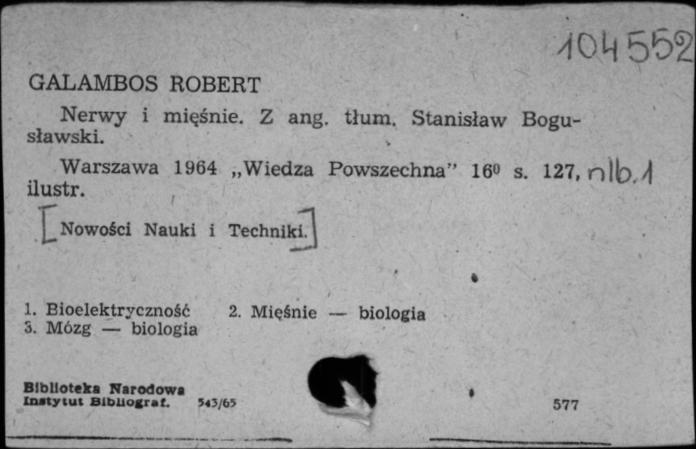 104552
GALAMBOS ROBERT
Nerwy i mięśnie. Z ang. tłum. Stanisław Bogu-
sławski.
Warszawa 1964 „Wiedza Powszechna” 16⁰ s. 127, nlb. 1
ilustr.
[Nowości Nauki i Techniki.]
1. Bioelektryczność 2. Mięśnie — biologia
3. Mózg — biologia
Biblioteka Narodowa
Instytut Bibliograf. 543/65 577